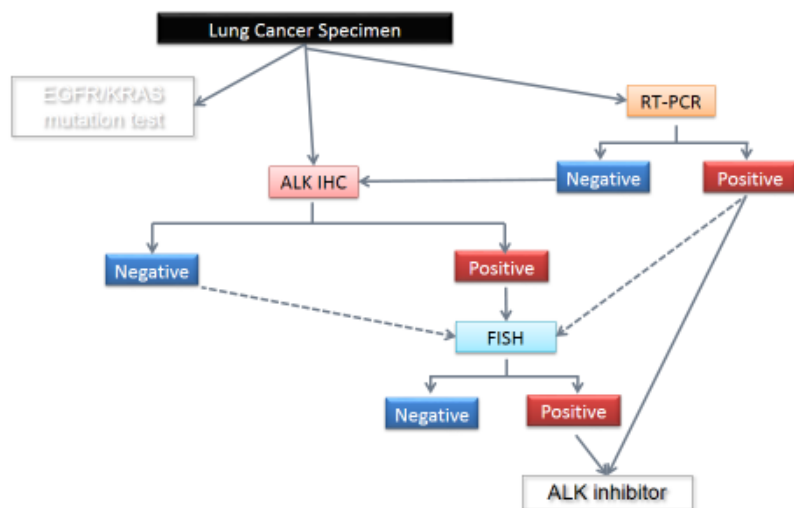 Lung Cancer Specimen
EGFR/KRAS
mutation test
RT-PCR
ALK IHC
Negative
Positive
Negative
Positive
FISH
Negative
Positive
ALK inhibitor